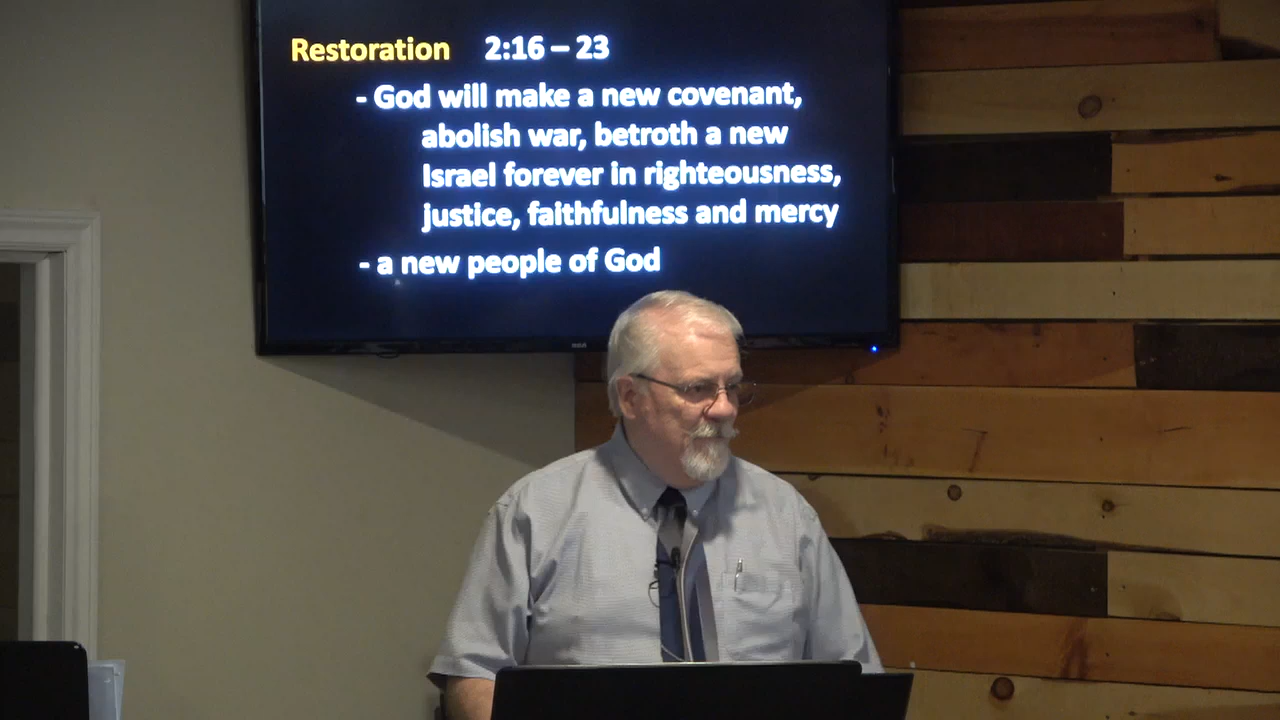 Restoration 2:16 – 23
- God will make a new covenant,
abolish war, betroth a new
Israel forever in righteousness,
justice, faithfulness and mercy
- a new people of God
RCA